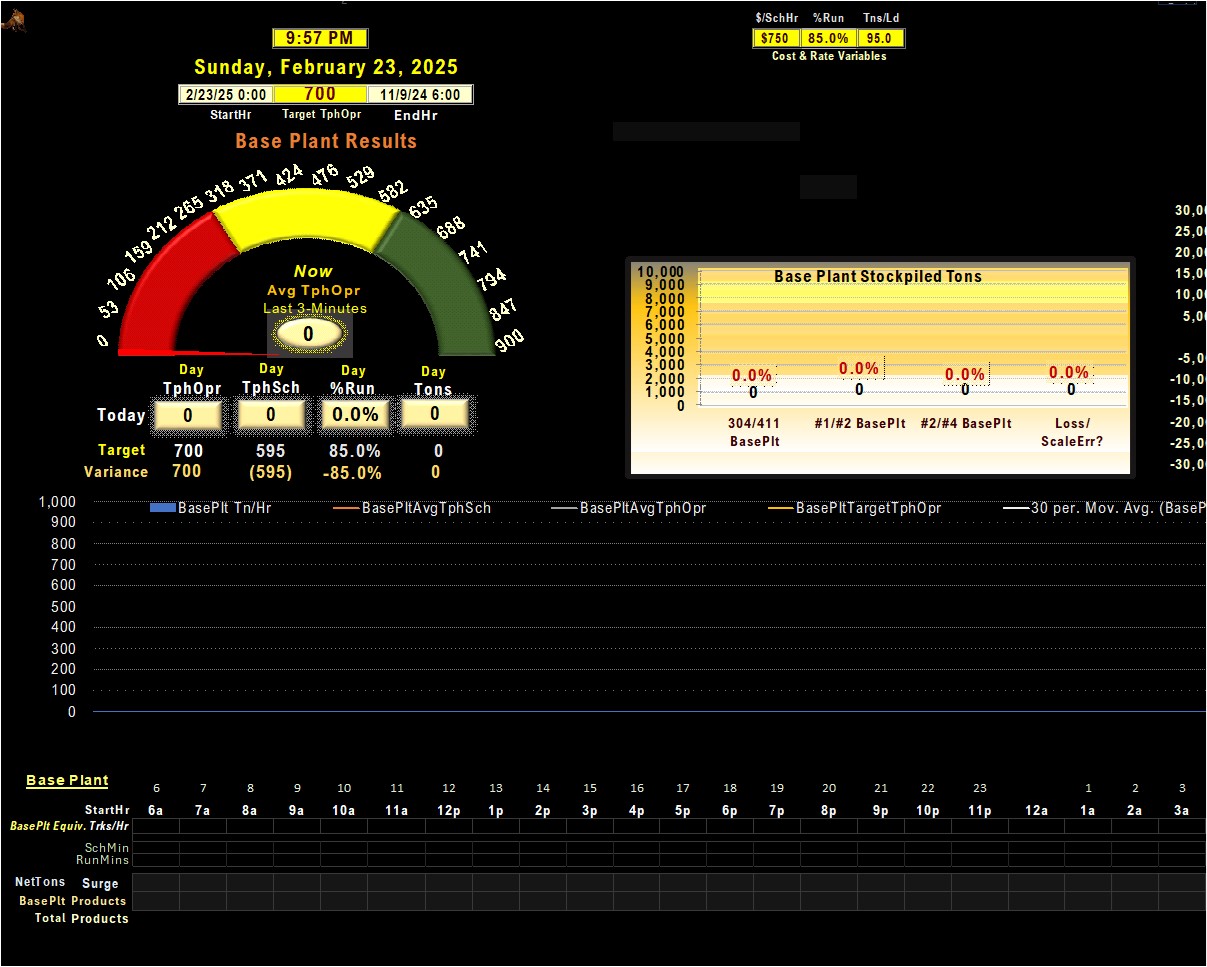 $/SchHr %Run Tns/Ld
9:57 PM $750 85.0% 95.0
Cost & Rate Variables
Sunday, February 23, 2025
2/23/25 0:00 700 11/9/24 6:00
StartHr Target TphOpr EndHr
Base Plant Results
0 53 106 159 212 265 318 371 424 476 529 582 635 688 741 794 847 900
Now
Avg TphOpr
Last 3-Minutes
0
Day Day Day Day
TphOpr TphSch %Run Tons
Today 0 0 0.0% 0
Target 700 595 85.0% 0
Variance 700 (595) -85.0% 0
Base Plant Stockpiled Tons
10,000
9,000
8,000
7,000
6,000
5,000
4,000
3,000
2,000
1,000
0
0.0% 0.0% 0.0% 0.0%
0 0 0 0
304/411 BasePlt
#1/#2 BasePlt
#2/#4 BasePlt
Loss/ ScaleErr?
30,0
25,0
20,0
15,0
10,0
5,0
-5,0
-10,0
-15,0
-20,0
-25,0
-30,0
BasePlt Tn/Hr BasePltAvgTphSch BasePltAvgTphOpr BasePltTargetTphOpr 30 per. Mov. Avg. (BaseP
1,000
900
800
700
600
500
400
300
200
100
0
Base Plant 6 7 8 9 10 11 12 13 14 15 16 17 18 19 20 21 22 23 1 2 3
StartHr 6a 7a 8a 9a 10a 11a 12p 1p 2p 3p 4p 5p 6p 7p 8p 9p 10p 11p 12a 1a 2a 3a
BasePlt Equiv. Trks/Hr
SchMin
RunMins
NetTons Surge
BasePlt Products
Total Products